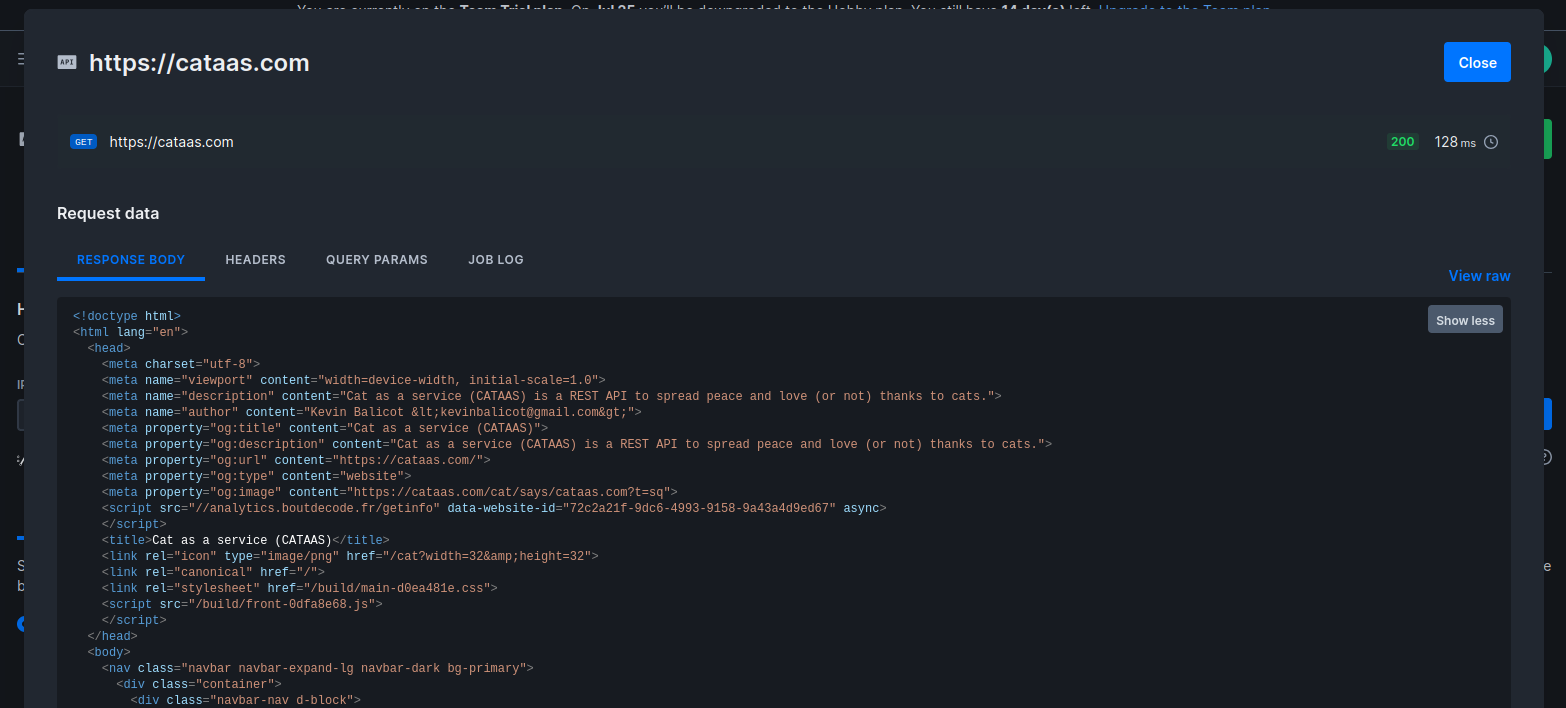 You are currently on the Team Trial plan. On Jul 25 you'll be downgraded to the Hobby plan. You still have 14 day(s) left. Upgrade to the Team plan
API https://cataas.com
Close
GET https://cataas.com
200 128 ms
Request data
RESPONSE BODY HEADERS QUERY PARAMS JOB LOG
View raw
Show less
<!doctype html>
<html lang="en">
<head>
<meta charset="utf-8">
<meta name="viewport" content="width=device-width, initial-scale=1.0">
<meta name="description" content="Cat as a service (CATAAS) is a REST API to spread peace and love (or not) thanks to cats.">
<meta name="author" content="Kevin Balicot &lt;kevinbalicot@gmail.com&gt;">
<meta property="og:title" content="Cat as a service (CATAAS)">
<meta property="og:description" content="Cat as a service (CATAAS) is a REST API to spread peace and love (or not) thanks to cats.">
<meta property="og:url" content="https://cataas.com/">
<meta property="og:type" content="website">
<meta property="og:image" content="https://cataas.com/cat/says/cataas.com?t=sq">
<script src="//analytics.boutdecode.fr/getinfo" data-website-id="72c2a21f-9dc6-4993-9158-9a43a4d9ed67" async>
</script>
<title>Cat as a service (CATAAS)</title>
<link rel="icon" type="image/png" href="/cat?width=32&amp;height=32">
<link rel="canonical" href="/">
<link rel="stylesheet" href="/build/main-d0ea481e.css">
<script src="/build/front-0dfa8e68.js">
</script>
</head>
<body>
<nav class="navbar navbar-expand-lg navbar-dark bg-primary">
<div class="container">
<div class="navbar-nav d-block">